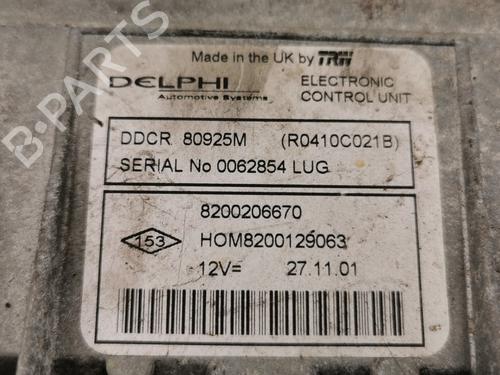 Made in the UK by TRW
DELPHI
Automotive Systems
ELECTRONIC
CONTROL UNIT
DDCR 80925M (R0410C021B)
SERIAL No 0062854 LUG
8200206670
153
HOM8200129063
12V= 27.11.01
B-PARTS